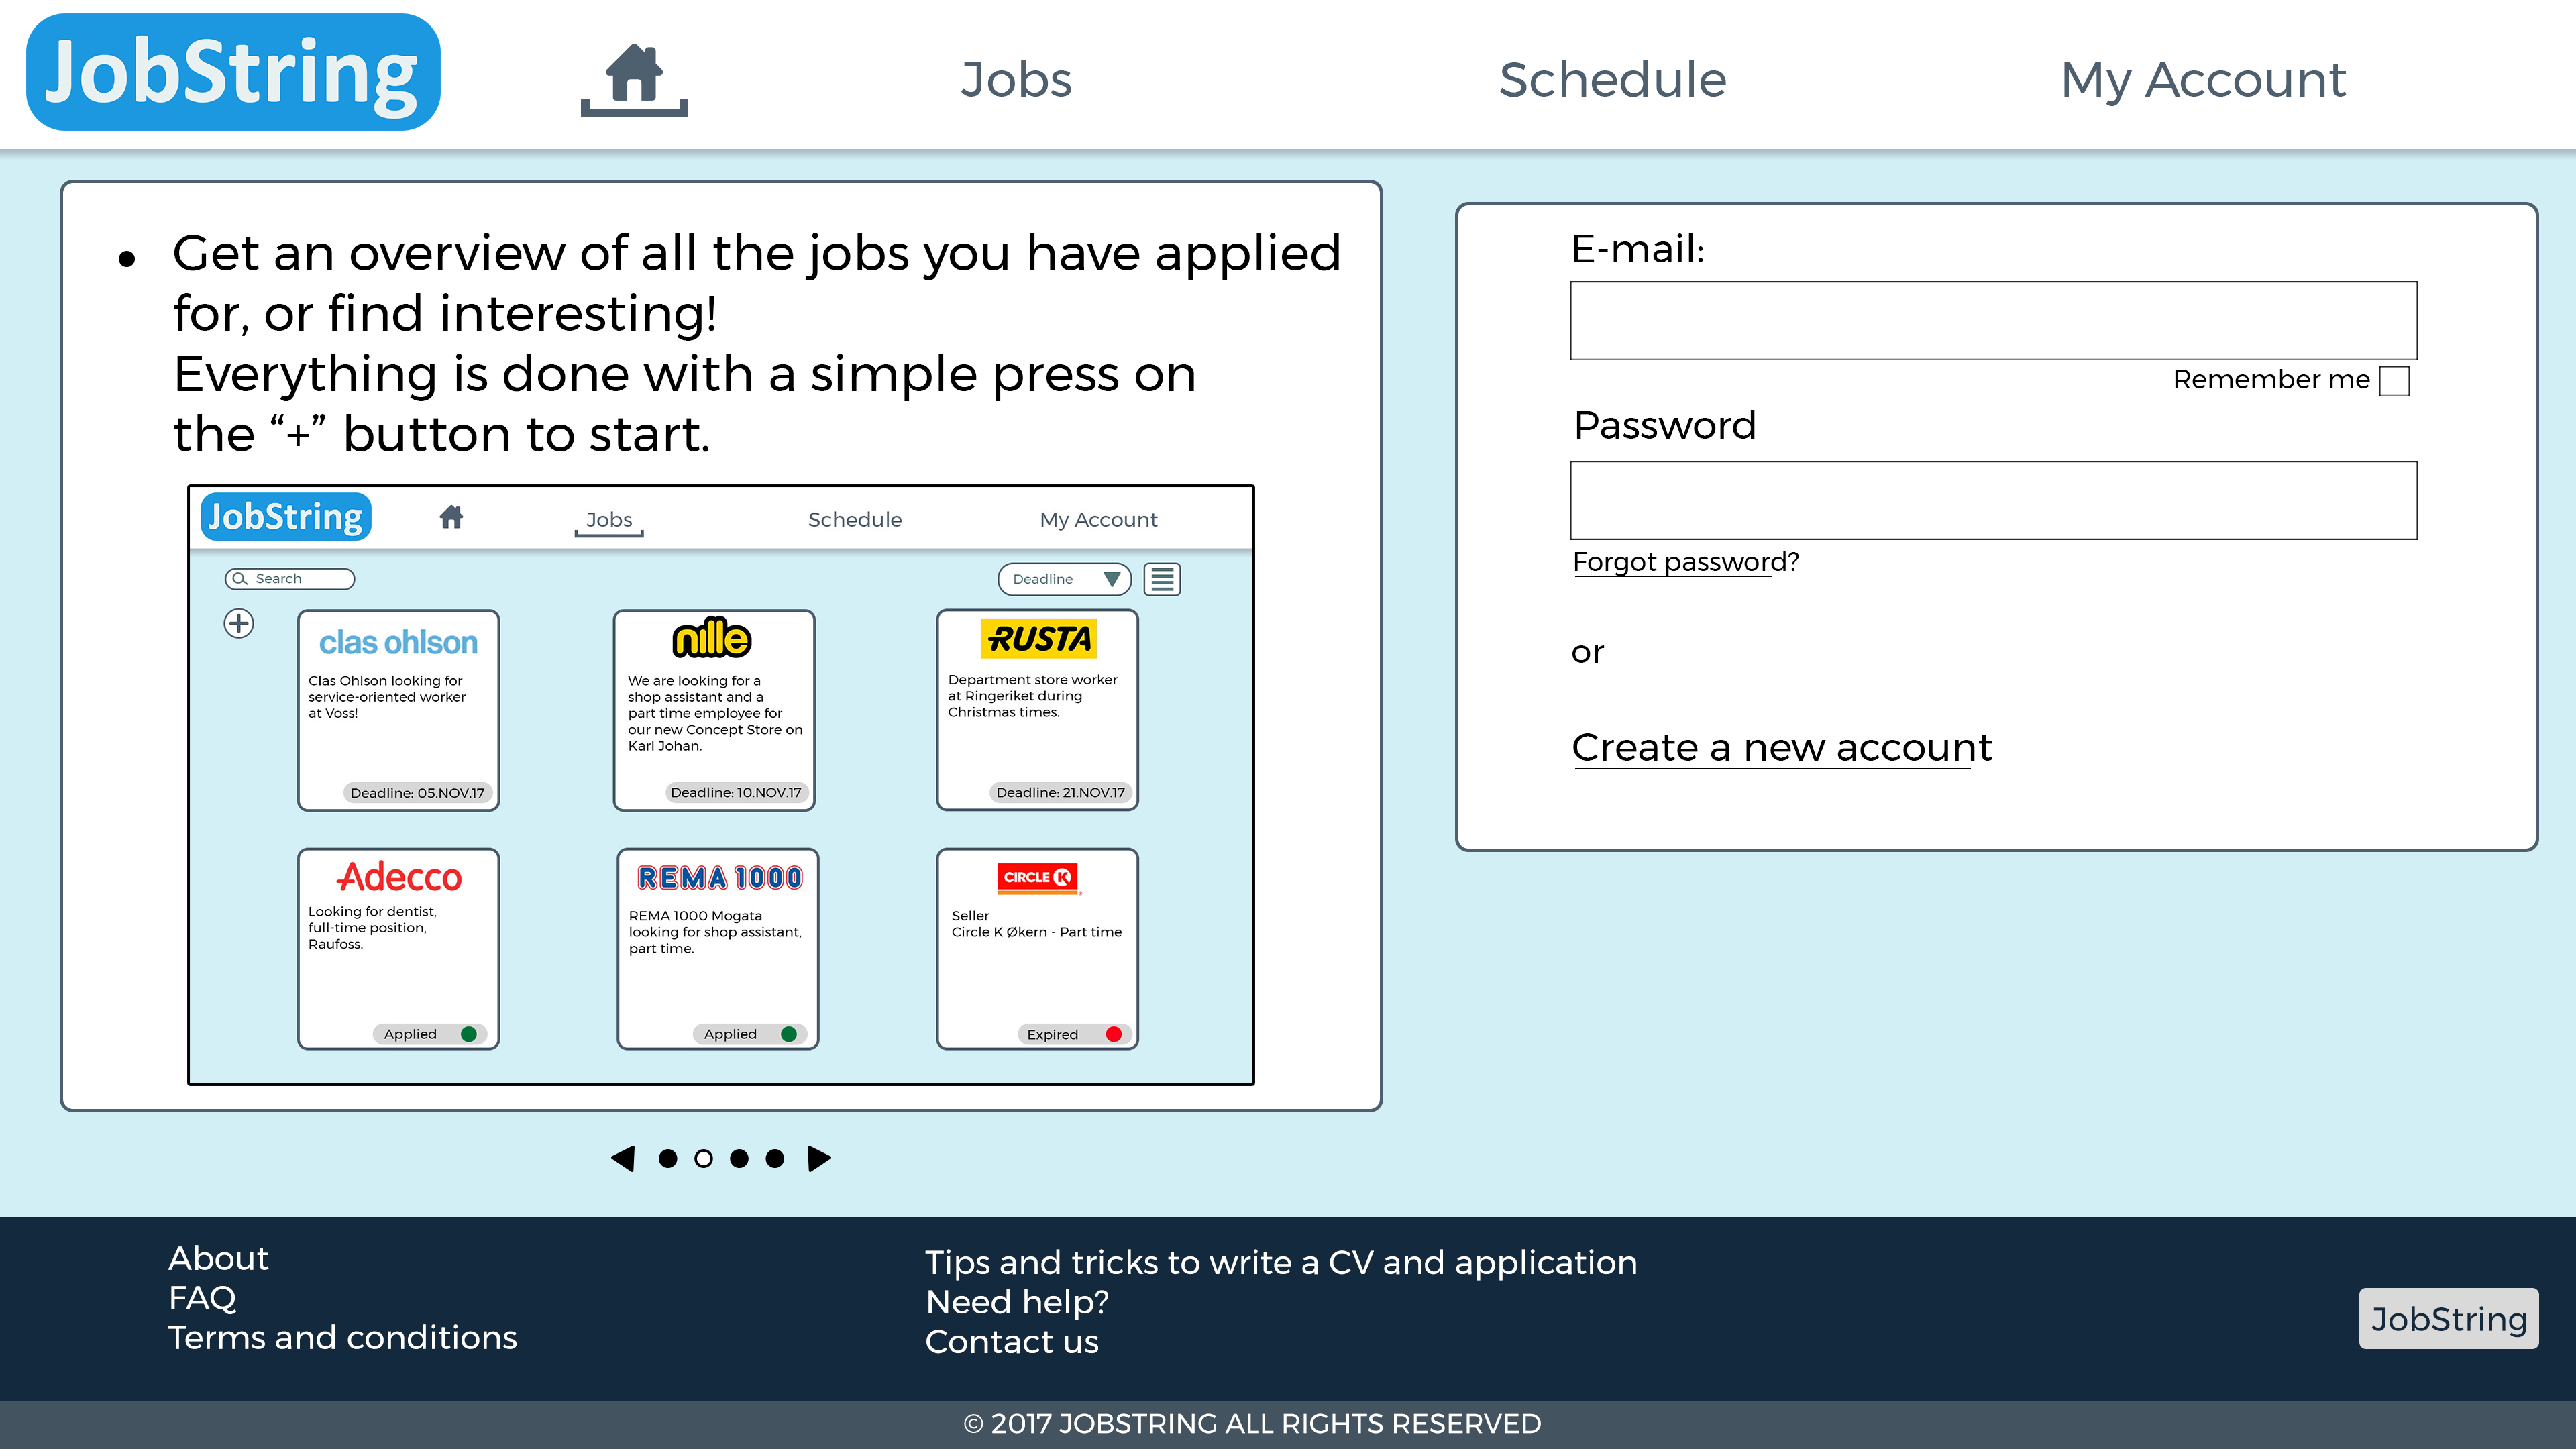 JobString
Jobs
Schedule
My Account
Get an overview of all the jobs you have applied
for, or find interesting!
Everything is done with a simple press on
the “+” button to start.
JobString
Jobs
Schedule
My Account
Search
Deadline
clas ohlson
Clas Ohlson looking for
service-oriented worker
at Voss!
Deadline: 05.NOV.17
nille
We are looking for a
shop assistant and a
part time employee for
our new Concept Store on
Karl Johan.
Deadline: 10.NOV.17
RUSTA
Department store worker
at Ringeriket during
Christmas times.
Deadline: 21.NOV.17
Adecco
Looking for dentist,
full-time position,
Raufoss.
Applied
REMA 1000
REMA 1000 Mogata
looking for shop assistant,
part time.
Applied
CIRCLE K
Seller
Circle K Økern - Part time
Expired
E-mail:
Remember me
Password
Forgot password?
or
Create a new account
About
FAQ
Terms and conditions
Tips and tricks to write a CV and application
Need help?
Contact us
JobString
© 2017 JOBSTRING ALL RIGHTS RESERVED